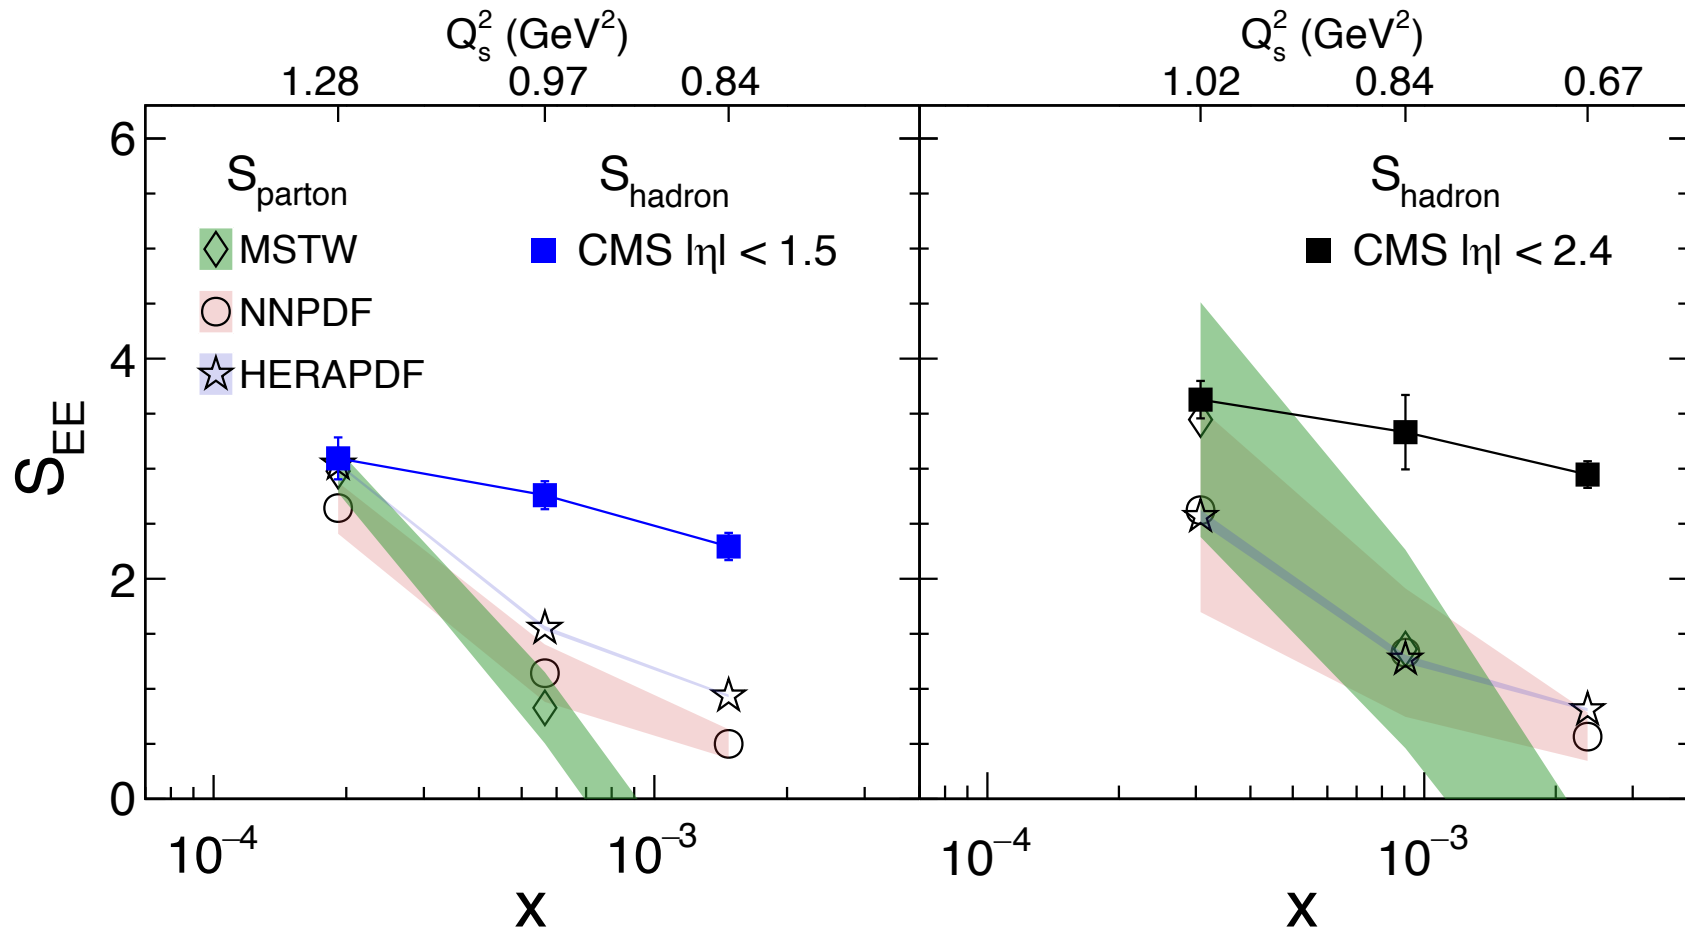 Q_s^2 (GeV^2) Q_s^2 (GeV^2)
1.28 0.97 0.84 1.02 0.84 0.67
6
S_parton S_hadron S_hadron
MSTW CMS |η| < 1.5 CMS |η| < 2.4
NNPDF
4
HERAPDF
S_EE
2
0
10^−4 10^−3 10^−4 10^−3
x x